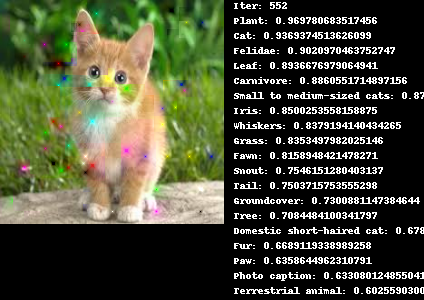 Iter: 552
Plant: 0.969780683517456
Cat: 0.9369374513626099
Felidae: 0.9020970463752747
Leaf: 0.8936676979064941
Carnivore: 0.8860551714897156
Small to medium-sized cats: 0.87
Iris: 0.8500253558158875
Whiskers: 0.8379194140434265
Grass: 0.8353497982025146
Fawn: 0.8158948421478271
Snout: 0.7546151280403137
Tail: 0.7503715753555298
Groundcover: 0.7300881147384644
Tree: 0.7084484100341797
Domestic short-haired cat: 0.678
Fur: 0.6689119338989258
Paw: 0.6358644962310791
Photo caption: 0.633080124855041
Terrestrial animal: 0.6025590300